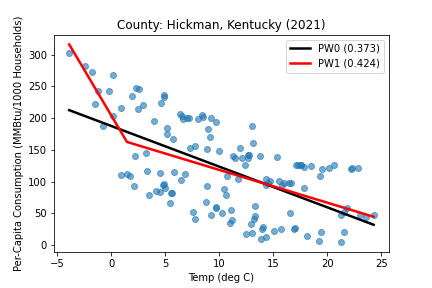 County: Hickman, Kentucky (2021)
Per-Capita Consumption (MMBtu/1000 Households)
PW0 (0.373)
PW1 (0.424)
300
250
200
150
100
50
0
−5
0
5
10
15
20
25
Temp (deg C)